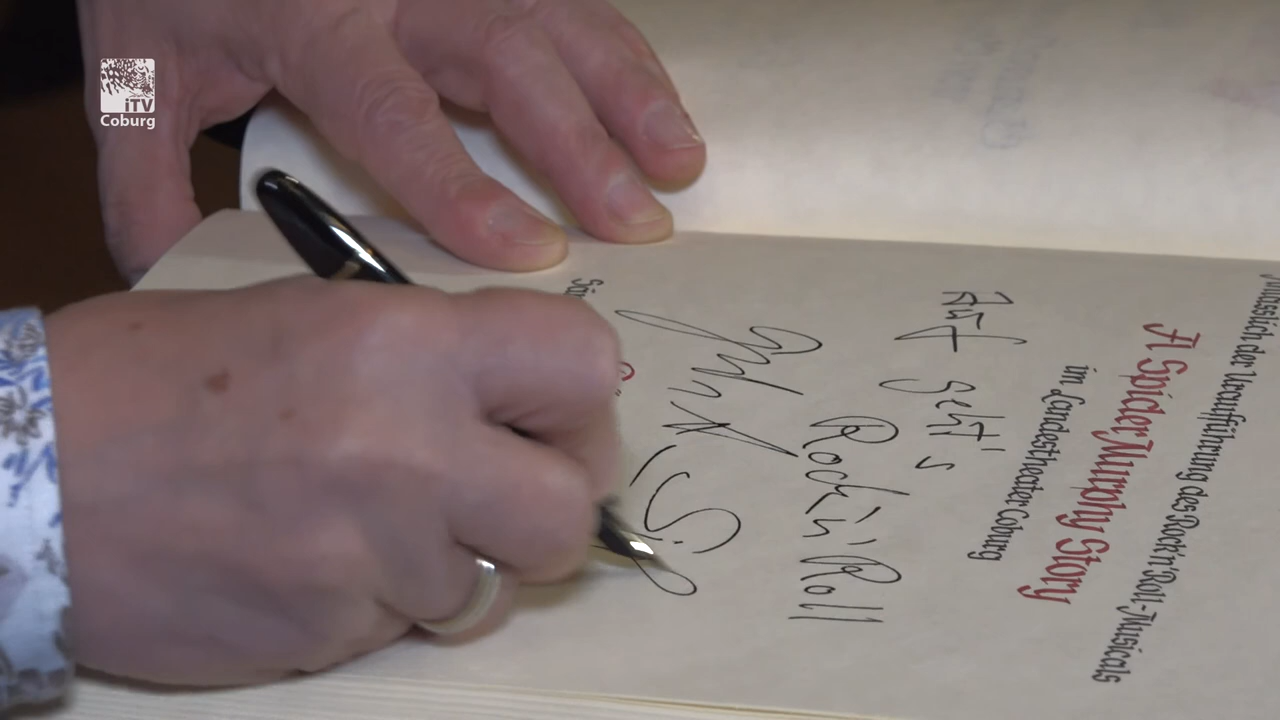 iTV
Coburg
Anlässlich der Uraufführung des Rock'n'Roll-Musicals
A Spider Murphy Story
im Landestheater Coburg
Auf geht's
Rock'n'Roll